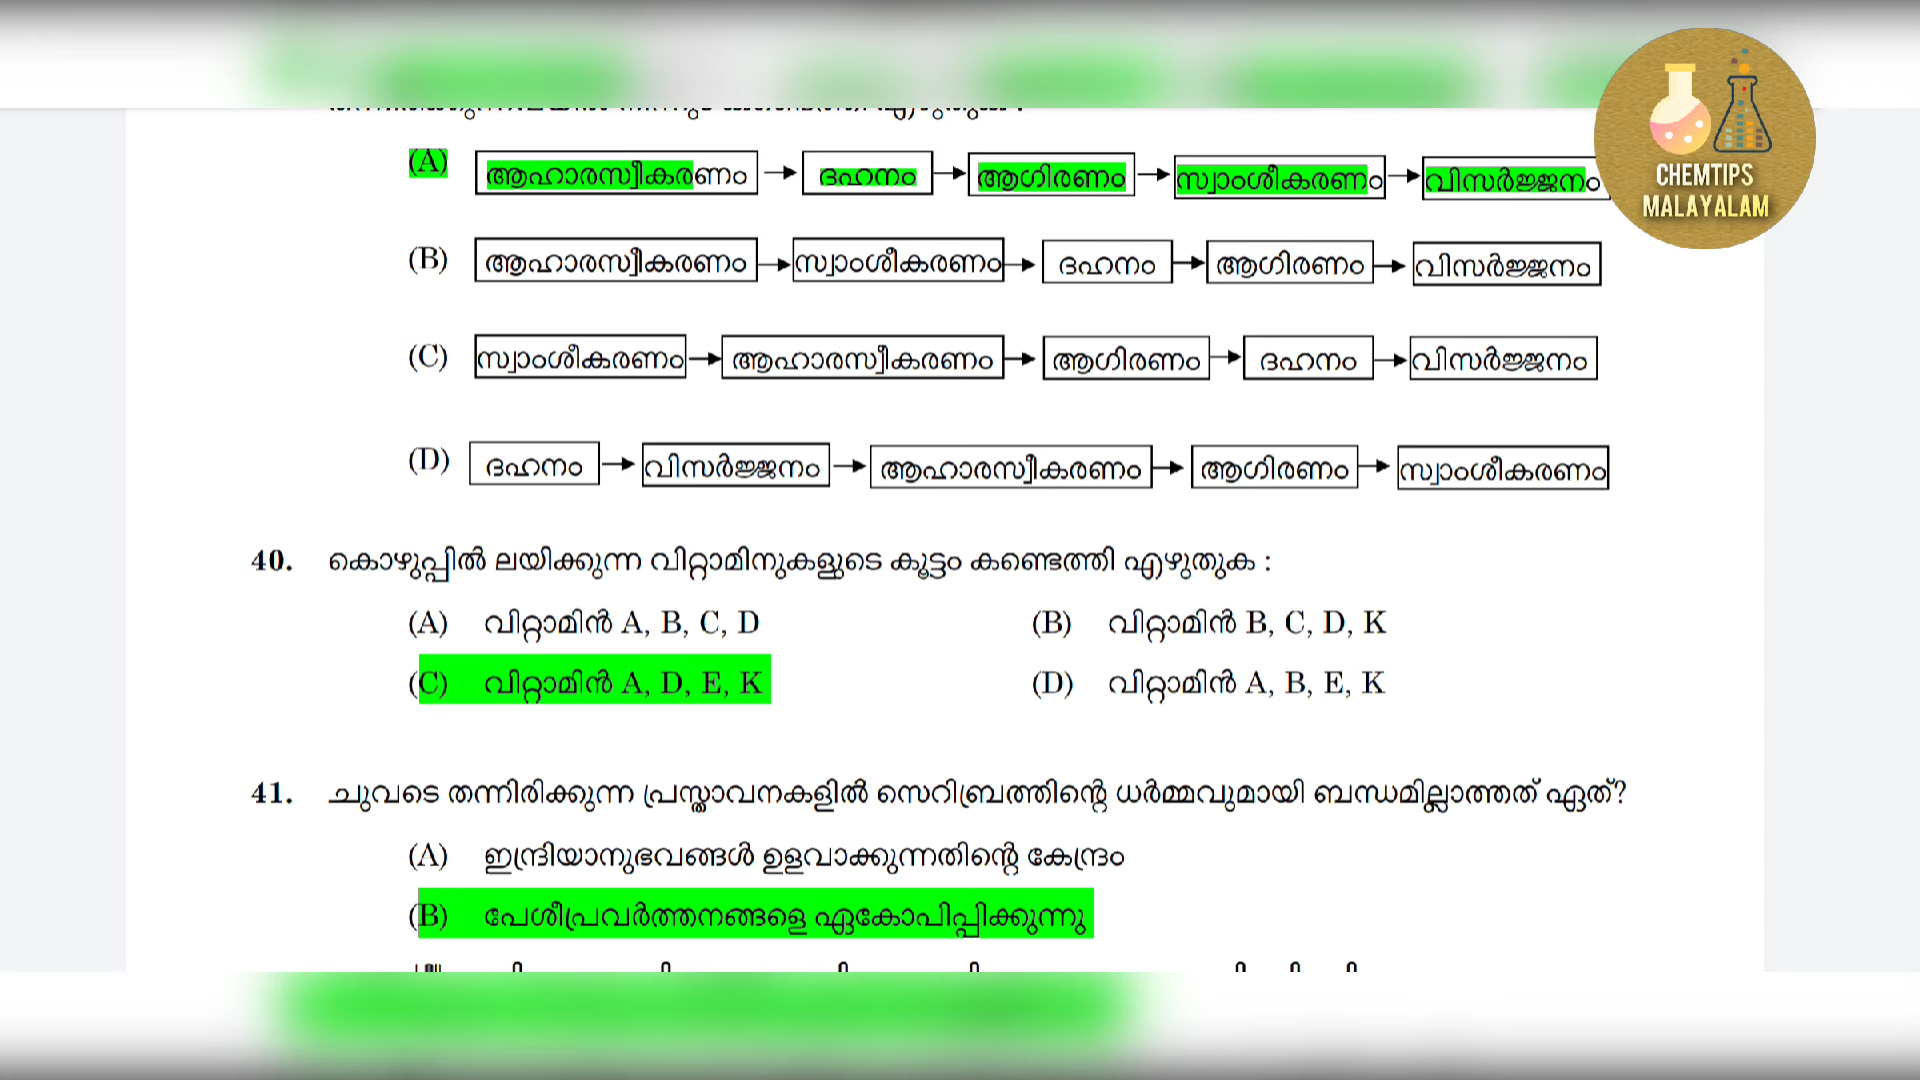 (A) ആഹാരസ്വീകരണം → ദഹനം → ആഗിരണം → സ്വാംശീകരണം → വിസർജ്ജനം
CHEMTIPS
MALAYALAM
(B) ആഹാരസ്വീകരണം → സ്വാംശീകരണം → ദഹനം → ആഗിരണം → വിസർജ്ജനം
(C) സ്വാംശീകരണം → ആഹാരസ്വീകരണം → ആഗിരണം → ദഹനം → വിസർജ്ജനം
(D) ദഹനം → വിസർജ്ജനം → ആഹാരസ്വീകരണം → ആഗിരണം → സ്വാംശീകരണം
40. കൊഴുപ്പിൽ ലയിക്കുന്ന വിറ്റാമിനുകളുടെ കൂട്ടം കണ്ടെത്തി എഴുതുക :
(A) വിറ്റാമിൻ A, B, C, D (B) വിറ്റാമിൻ B, C, D, K
(C) വിറ്റാമിൻ A, D, E, K (D) വിറ്റാമിൻ A, B, E, K
41. ചുവടെ തന്നിരിക്കുന്ന പ്രസ്താവനകളിൽ സെറിബ്രത്തിന്റെ ധർമ്മവുമായി ബന്ധമില്ലാത്തത് ഏത്?
(A) ഇന്ദ്രിയാനുഭവങ്ങൾ ഉളവാക്കുന്നതിന്റെ കേന്ദ്രം
(B) പേശീപ്രവർത്തനങ്ങളെ ഏകോപിപ്പിക്കുന്നു